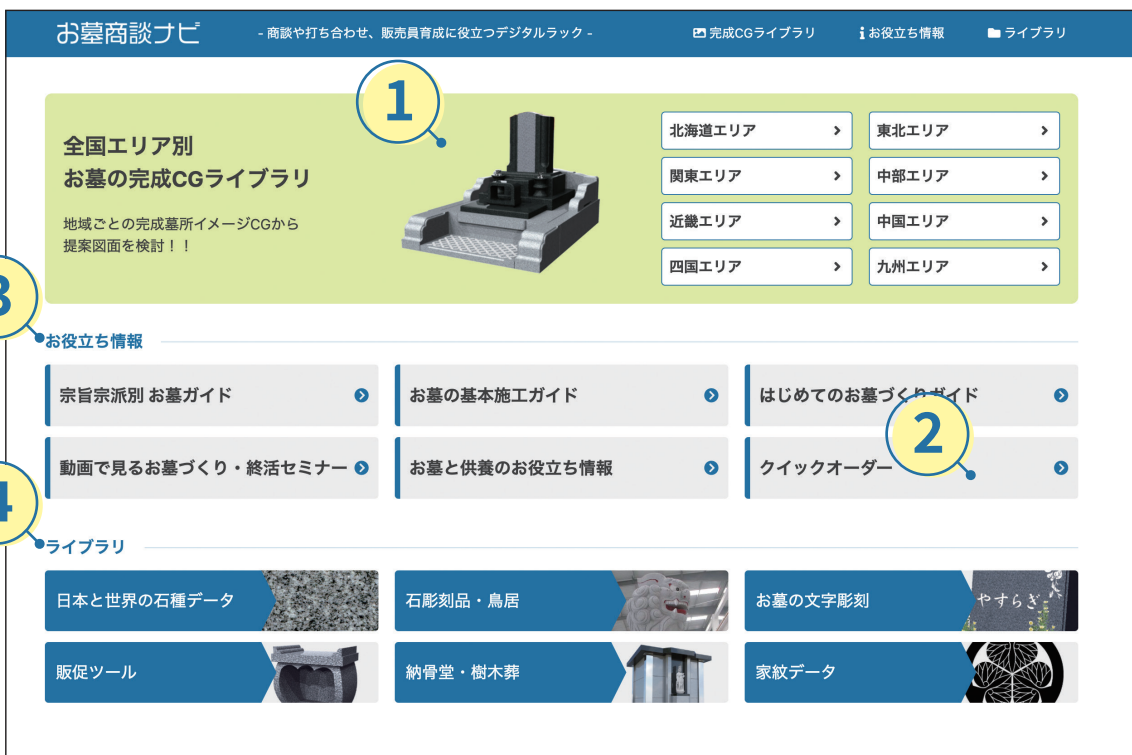 お墓商談ナビ
- 商談や打ち合わせ、販売員育成に役立つデジタルラック -
完成CGライブラリ
お役立ち情報
ライブラリ
1
全国エリア別
お墓の完成CGライブラリ
地域ごとの完成墓所イメージCGから
提案図面を検討！！
北海道エリア
東北エリア
関東エリア
中部エリア
近畿エリア
中国エリア
四国エリア
九州エリア
3
お役立ち情報
宗旨宗派別 お墓ガイド
お墓の基本施工ガイド
はじめてのお墓づくりガイド
2
動画で見るお墓づくり・終活セミナー
お墓と供養のお役立ち情報
クイックオーダー
4
ライブラリ
日本と世界の石種データ
石彫刻品・鳥居
お墓の文字彫刻
やすらぎ
販促ツール
納骨堂・樹木葬
家紋データ